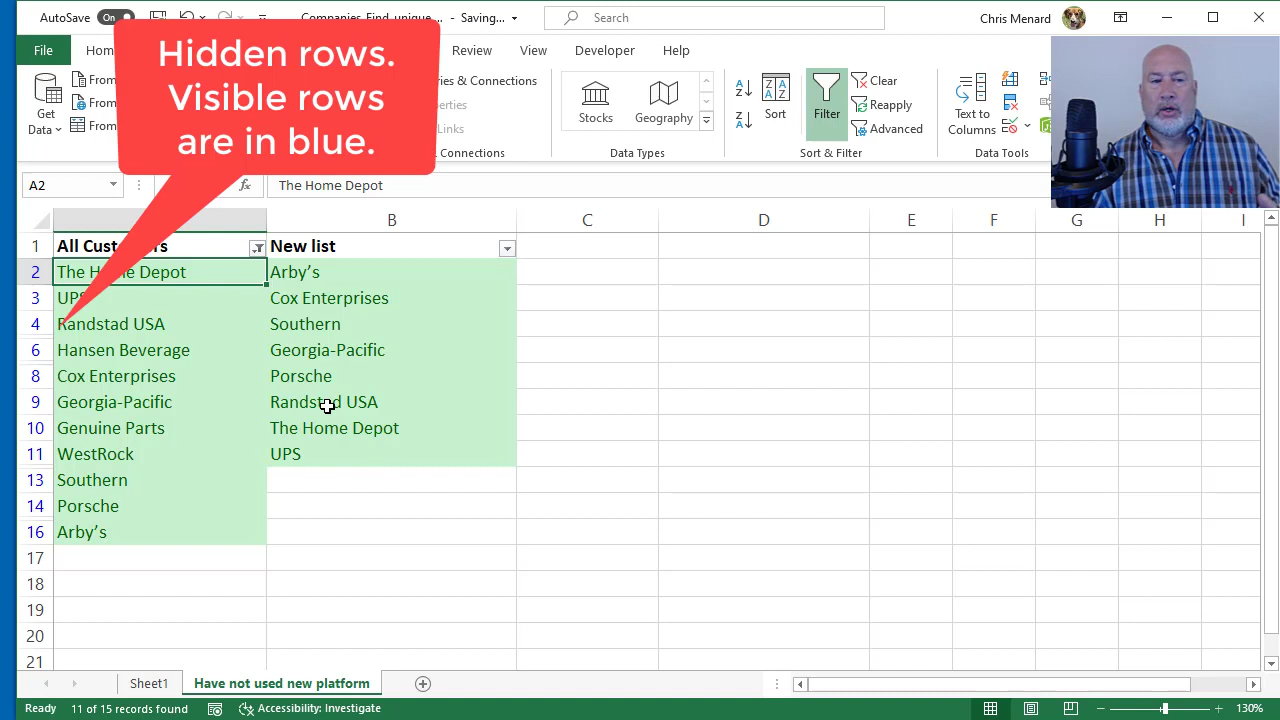 AutoSave On Companies_Find_unique_... - Saving... Search Chris Menard
File Hom Review View Developer Help
Get Data
From
From
From
ries & Connections
perties
Links
Connections
Stocks
Geography
Data Types
Sort
Filter
Clear
Reapply
Advanced
Sort & Filter
Text to Columns
Data Tools
Hidden rows.
Visible rows
are in blue.
A2 fx The Home Depot
B C D E F G H I
1 All Customers New list
2 The Home Depot Arby's
3 UPS Cox Enterprises
4 Randstad USA Southern
6 Hansen Beverage Georgia-Pacific
8 Cox Enterprises Porsche
9 Georgia-Pacific Randstad USA
10 Genuine Parts The Home Depot
11 WestRock UPS
13 Southern
14 Porsche
16 Arby's
17
18
19
20
21
Sheet1 Have not used new platform
Ready 11 of 15 records found Accessibility: Investigate 130%